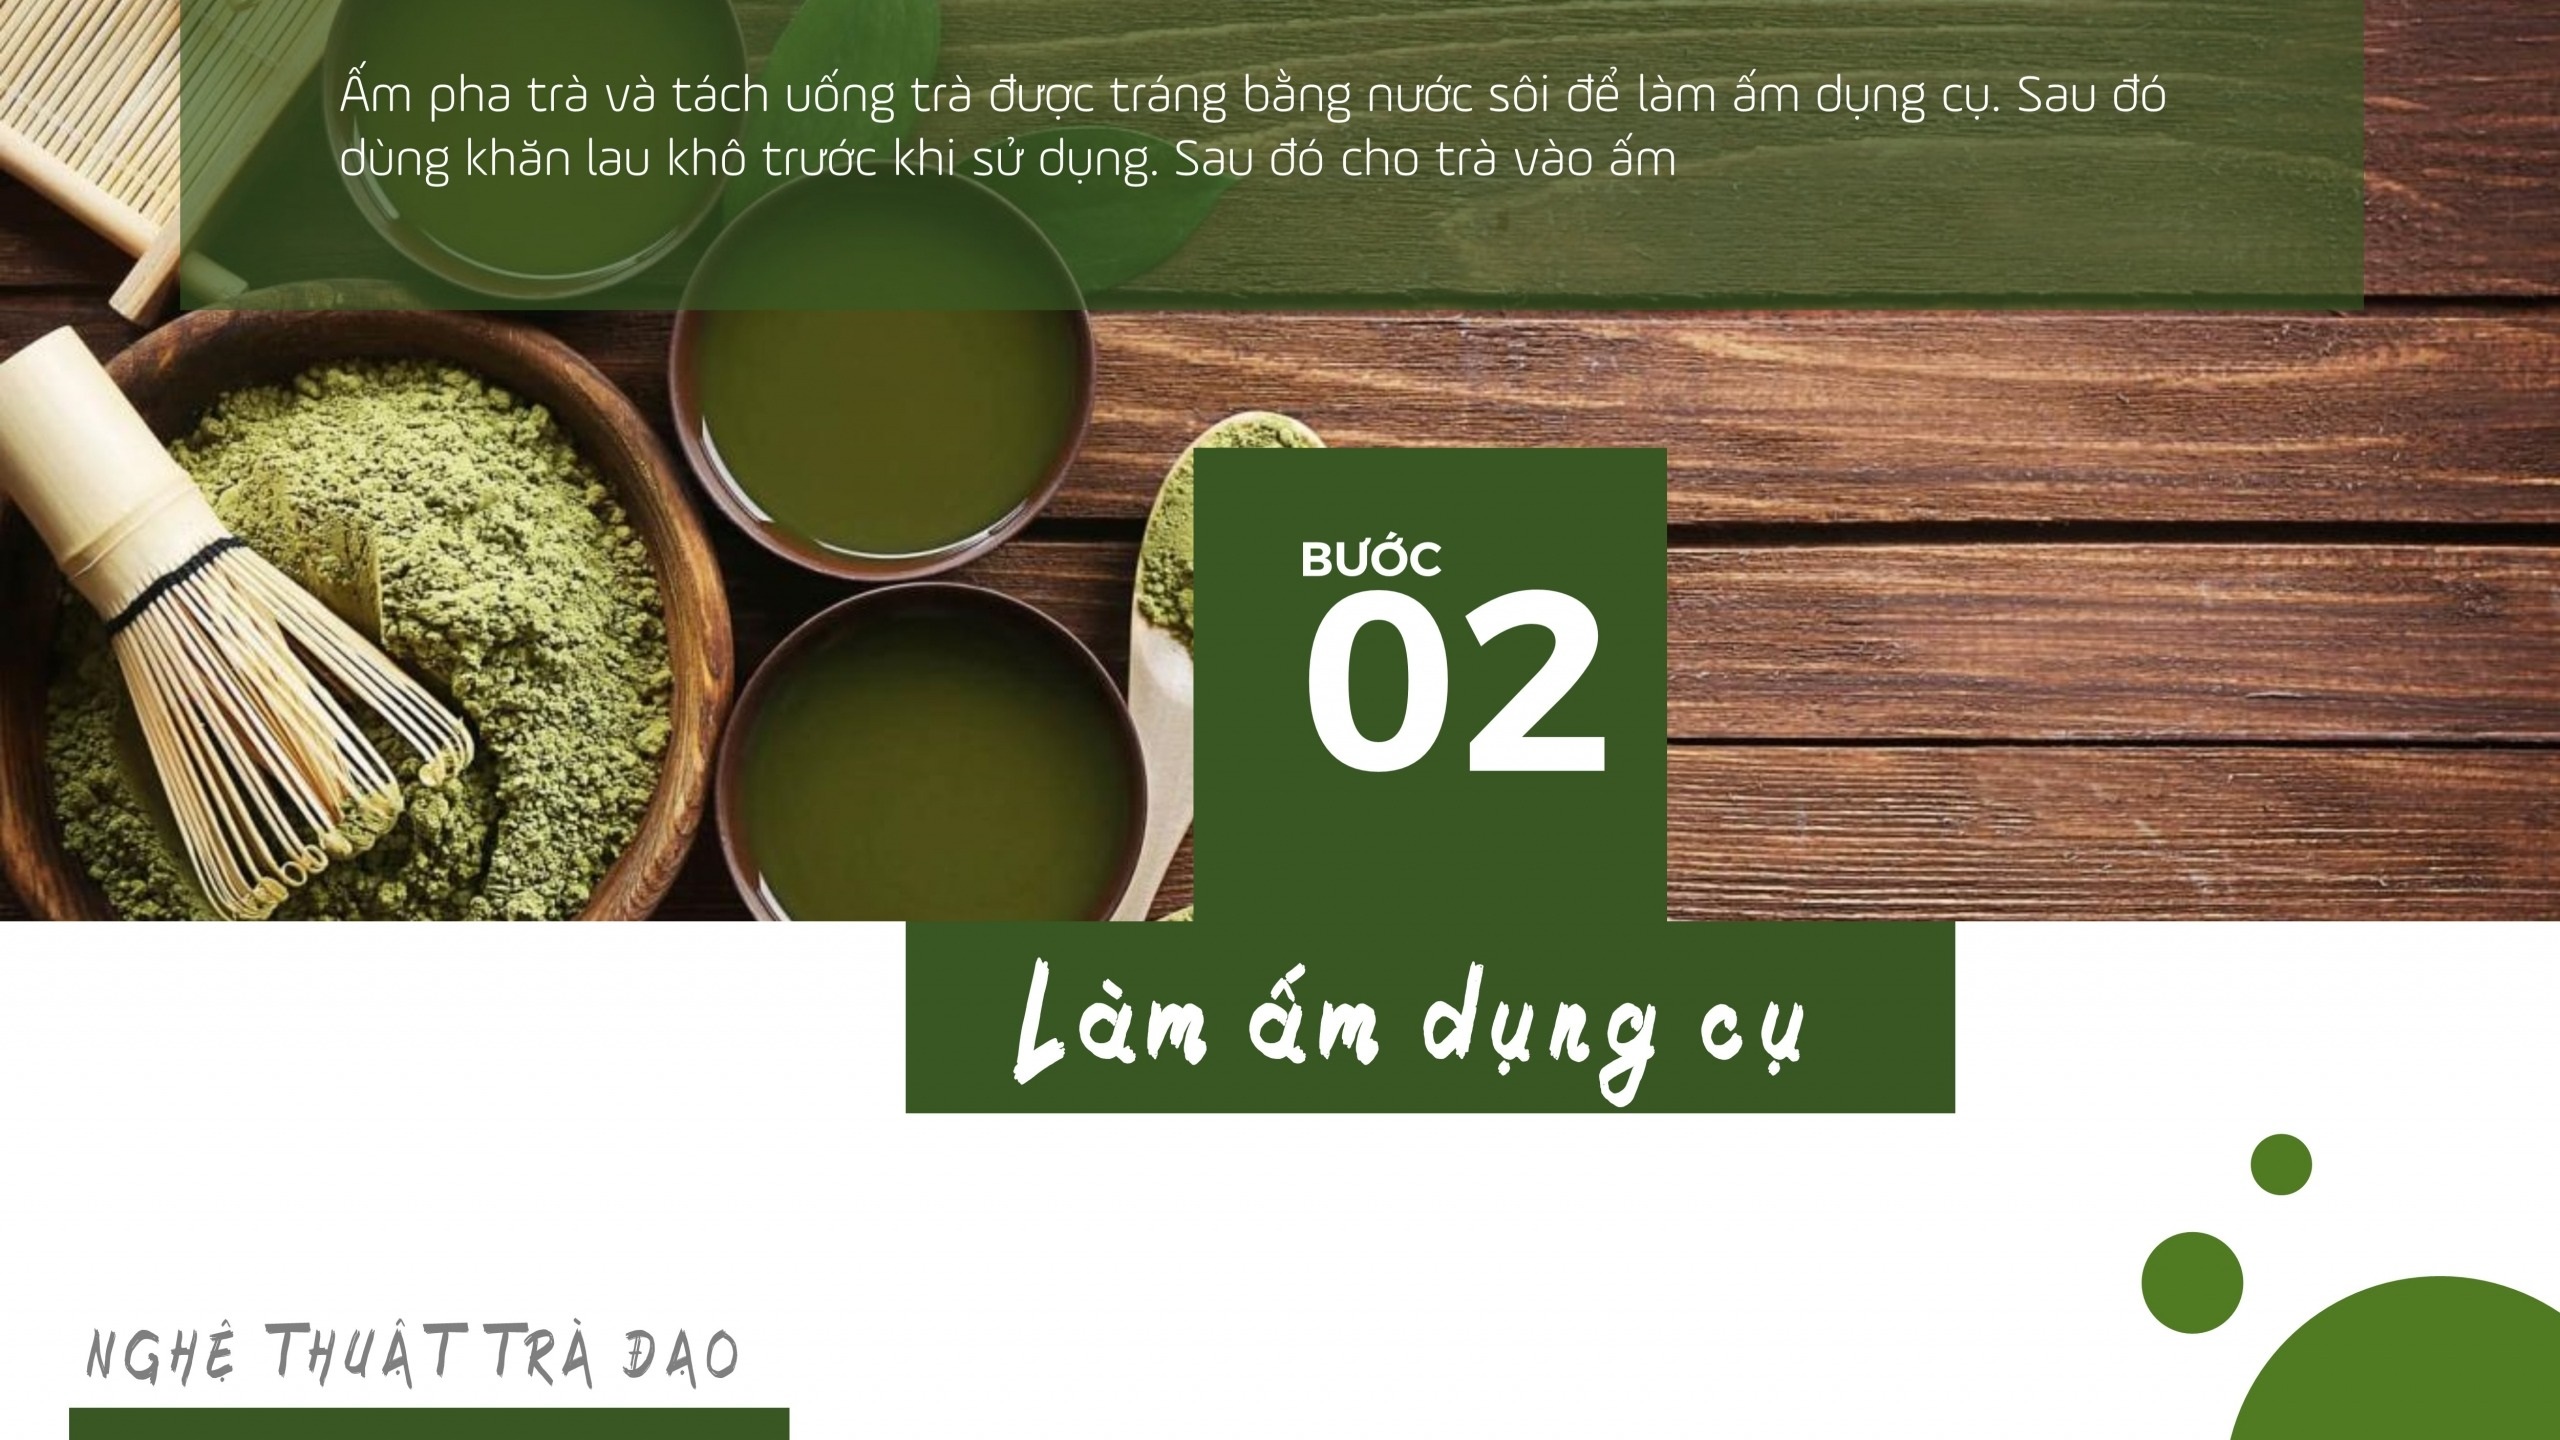 Ấm pha trà và tách uống trà được tráng bằng nước sôi để làm ấm dụng cụ. Sau đó
dùng khăn lau khô trước khi sử dụng. Sau đó cho trà vào ấm
BƯỚC
02
Làm ấm dụng cụ
NGHỆ THUẬT TRÀ ĐẠO